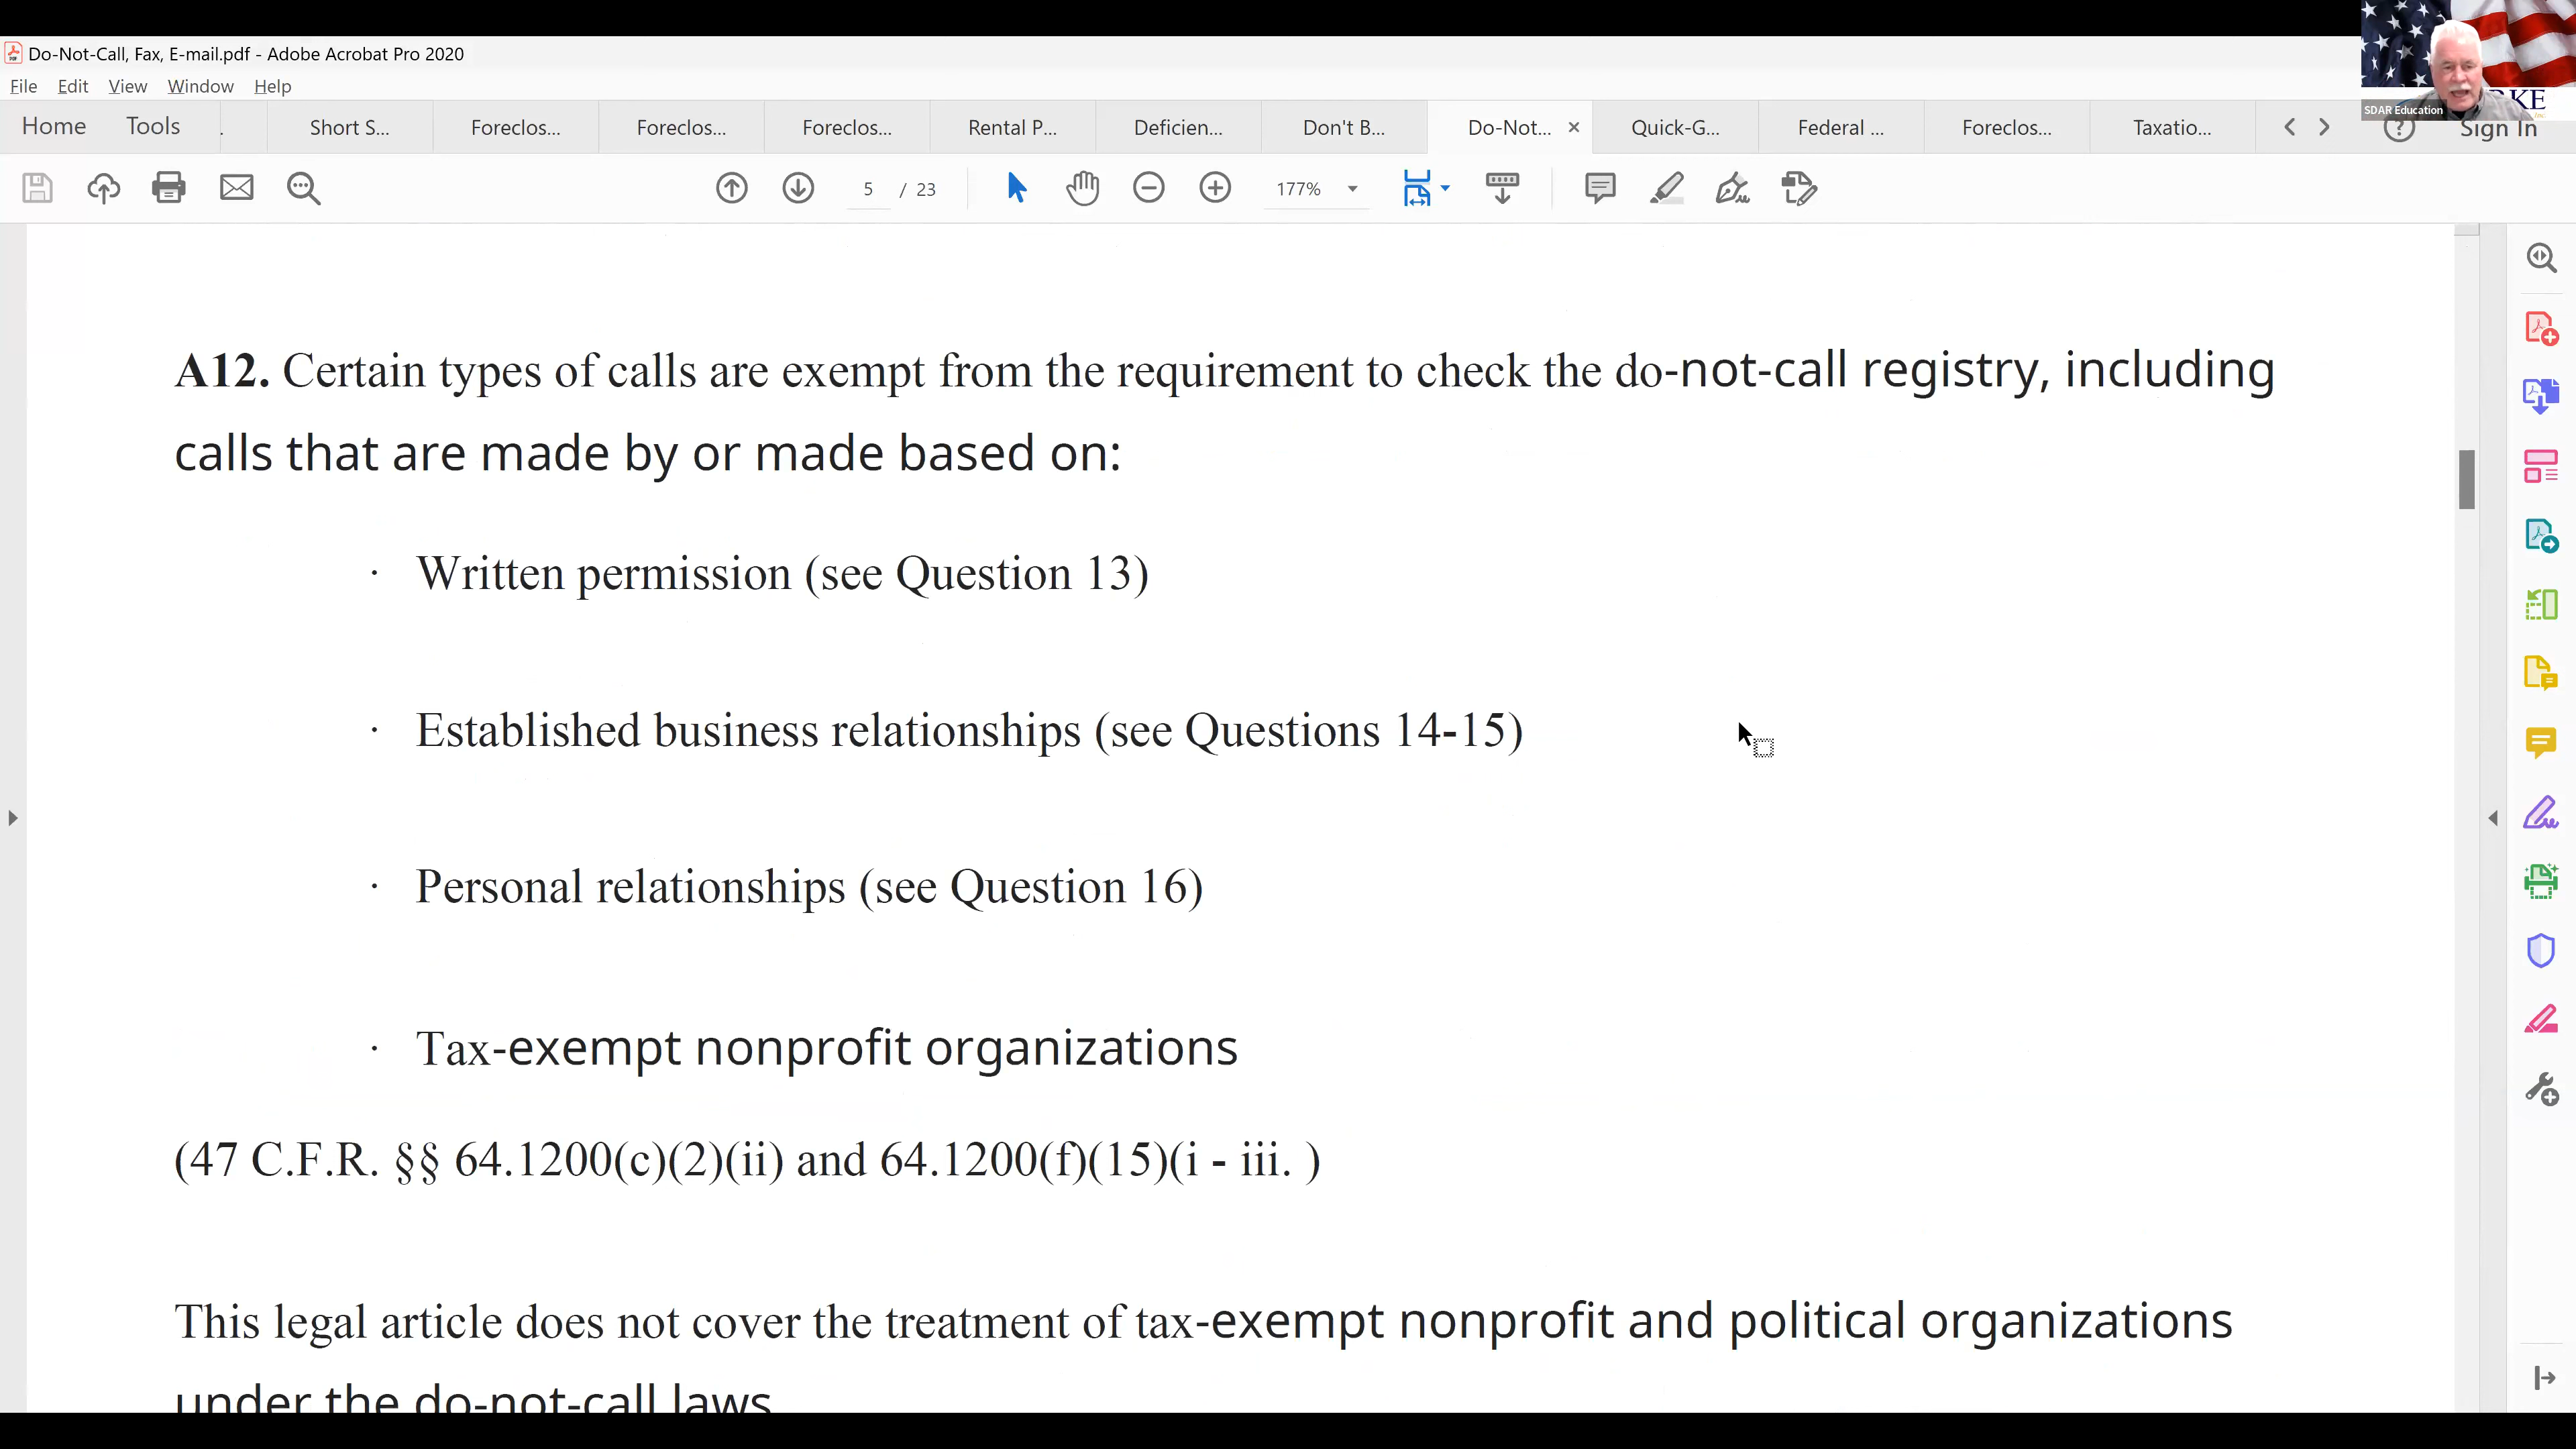 Do-Not-Call, Fax, E-mail.pdf - Adobe Acrobat Pro 2020
File Edit View Window Help
SDAR Education
KE
Home Tools . Short S... Foreclos... Foreclos... Foreclos... Rental P... Deficien... Don't B... Do-Not... × Quick-G... Federal ... Foreclos... Taxatio... Sign In
5 / 23 177%
A12. Certain types of calls are exempt from the requirement to check the do-not-call registry, including
calls that are made by or made based on:
· Written permission (see Question 13)
· Established business relationships (see Questions 14-15)
· Personal relationships (see Question 16)
· Tax-exempt nonprofit organizations
(47 C.F.R. §§ 64.1200(c)(2)(ii) and 64.1200(f)(15)(i - iii. )
This legal article does not cover the treatment of tax-exempt nonprofit and political organizations
under the do-not-call laws